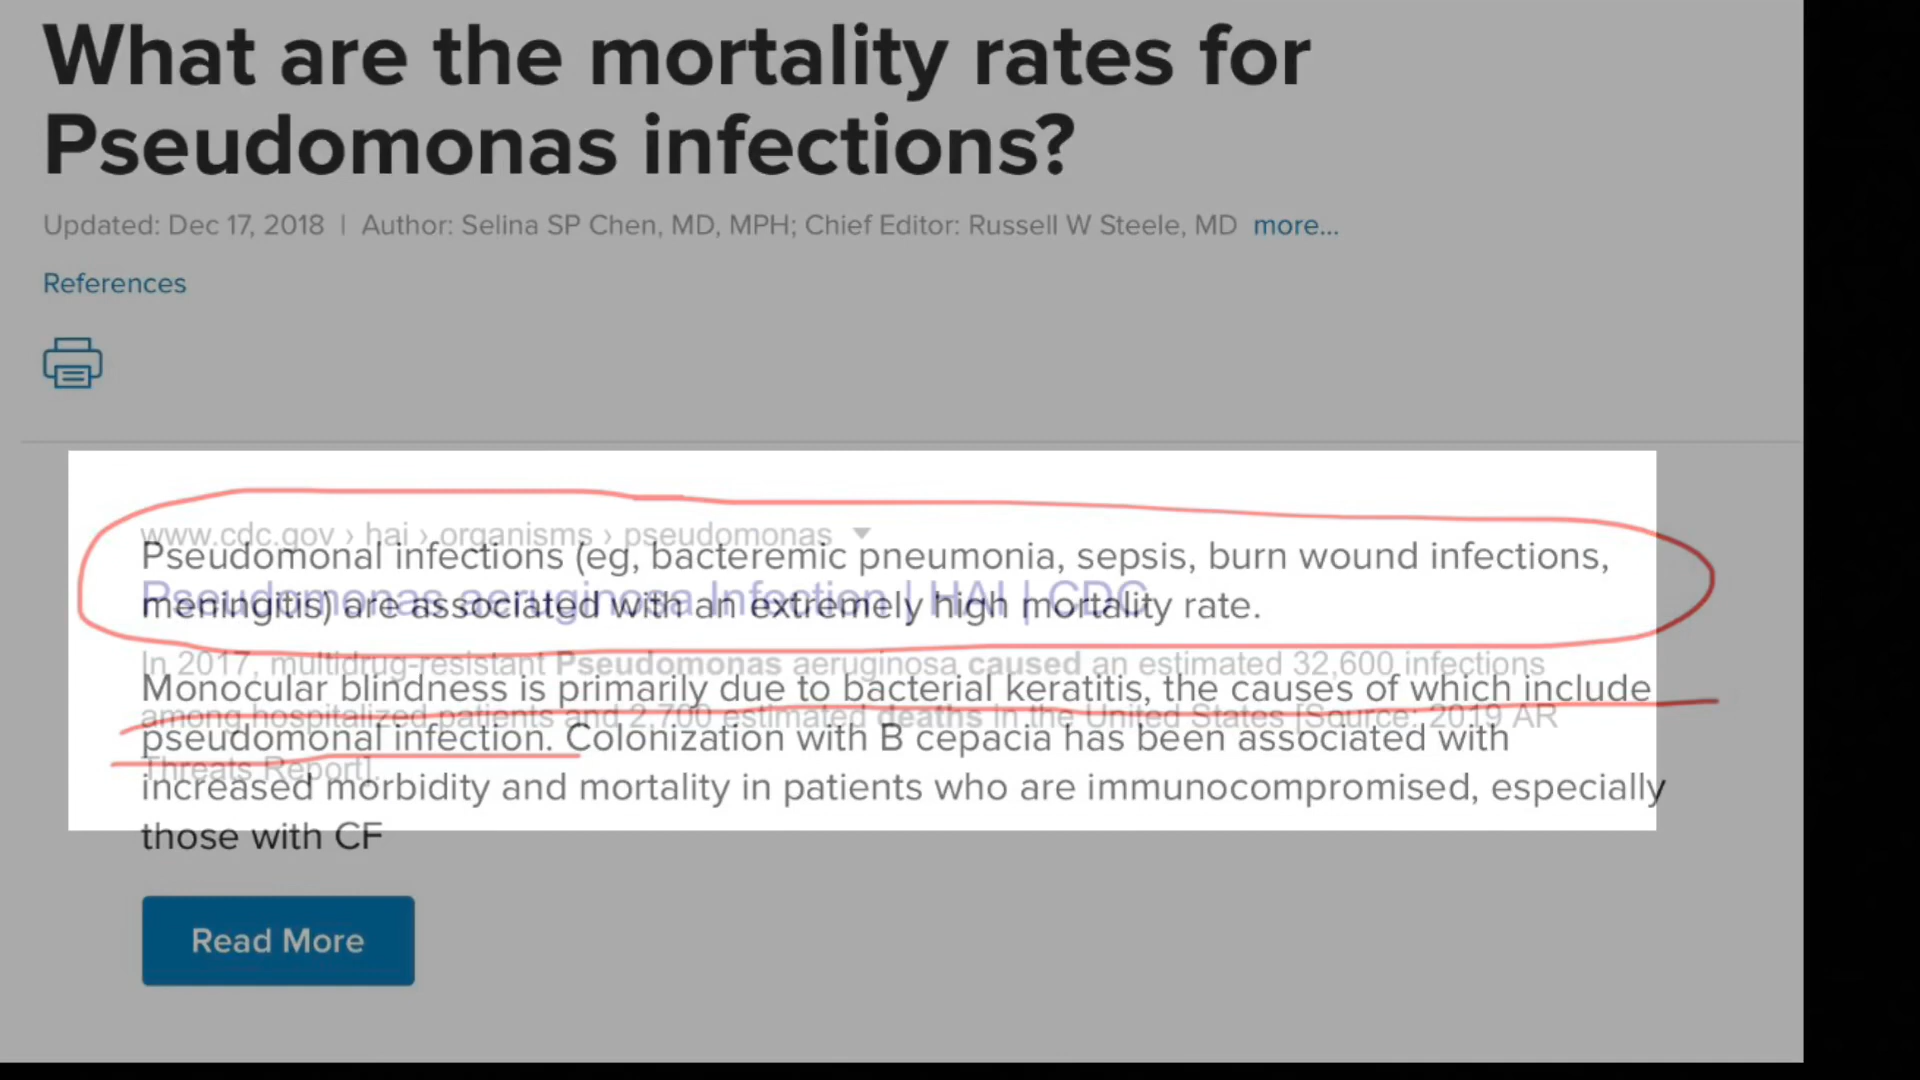 What are the mortality rates for
Pseudomonas infections?
Updated: Dec 17, 2018 | Author: Selina SP Chen, MD, MPH; Chief Editor: Russell W Steele, MD more...
References
www.cdc.gov › hai › organisms › pseudomonas
Pseudomonal infections (eg, bacteremic pneumonia, sepsis, burn wound infections,
Pseudomonas aeruginosa Infection | HAI | CDC
meningitis) are associated with an extremely high mortality rate.
In 2017, multidrug-resistant Pseudomonas aeruginosa caused an estimated 32,600 infections
Monocular blindness is primarily due to bacterial keratitis, the causes of which include
among hospitalized patients and 2,700 estimated deaths in the United States [Source: 2019 AR
pseudomonal infection. Colonization with B cepacia has been associated with
Threats Report].
increased morbidity and mortality in patients who are immunocompromised, especially
those with CF
Read More